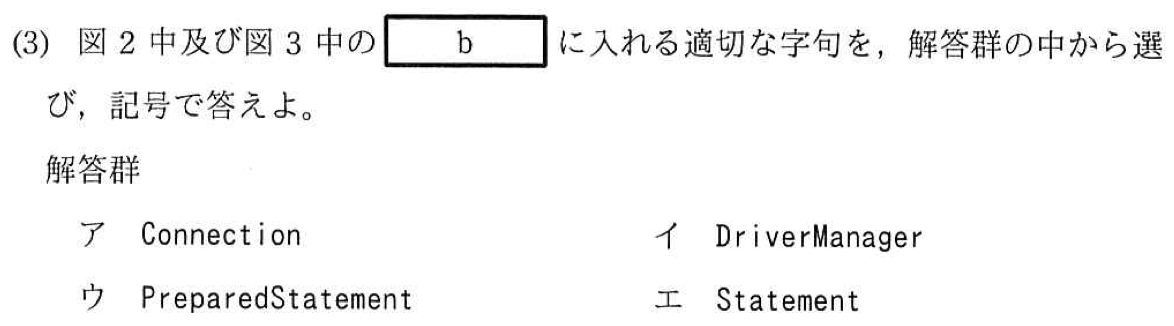 (3) 図 2 中及び図 3 中の b に入れる適切な字句を，解答群の中から選
び，記号で答えよ。
解答群
ア Connection イ DriverManager
ウ PreparedStatement エ Statement